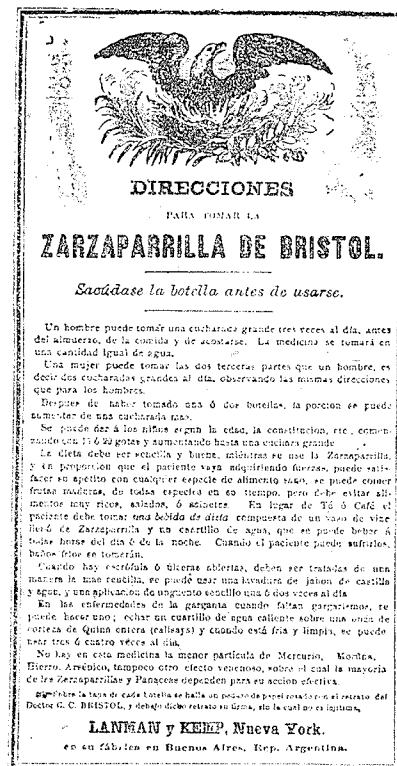 DIRECCIONES
PARA TOMAR LA
ZARZAPARRILLA DE BRISTOL.
Sacúdase la botella antes de usarse.
Un hombre puede tomar una cucharada grande tres veces al día, antes
del almuerzo, de la comida y de acostarse. La medicina se tomará en
una cantidad igual de agua.
Una mujer puede tomar las dos terceras partes que un hombre, es
decir dos cucharadas grandes al día, observando las mismas direcciones
que para los hombres.
Despues de haber tomado una ó dos botellas, la porcion se puede
aumentar de una cucharada mas.
Se puede dar á los niños segun la edad, la constitucion, etc., comen-
zando con 15 ó 20 gotas y aumentando hasta una cuchara grande
La dieta debe ser sencilla y buena, miéntras se use la Zarzaparrilla,
y en proporcion que el paciente vaya adquiriendo fuerzas, puede satis-
facer su apetito con cualquier especie de alimento sano, se puede comer
frutas maduras, de todas especies en su tiempo, pero debe evitar ali-
mentos muy ricos, salados, ó sainetes. En lugar de Té ó Café el
paciente debe tomar una bebida de dieta compuesta de un vaso de vino
lleno de Zarzaparrilla y un cuartillo de agua, que se puede beber á
todas horas del dia ó de la noche. Cuando el paciente puede sufrirlos,
baños frios se tomarán.
Cuando hay escrófula ó úlceras abiertas, deben ser tratadas de una
manera la mas sencilla, se puede usar una lavadura de jabon de castilla
y agua, y una aplicacion de ungüento sencillo una ó dos veces al dia
En las enfermedades de la garganta cuando faltan gargarismos, se
puede hacer uno; echar un cuartillo de agua caliente sobre una onza de
corteza de Quina entera (calisaya) y cuando está fria y limpia, se puede
usar tres ó cuatro veces al dia.
No hay en esta medicina la menor partícula de Mercurio, Morfina,
Hierro, Arsénico, tampoco otro efecto venenoso, sobre el cual la mayoría
de las Zarzaparrillas y Panaceas dependen para su accion efectiva.
Sobre la tapa de cada botella se halla un pedazo de papel rosado con el retrato del
Doctor C. C. BRISTOL, y debajo dicho retrato su firma, sin la cual no es legítima.
LANMAN y KEMP, Nueva York.
en su fábrica en Buenos Aires, Rep. Argentina.